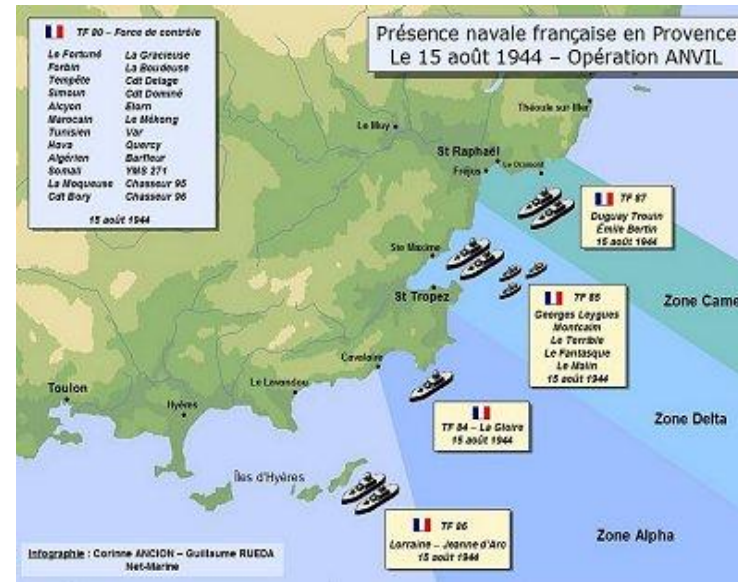 TF 80 – Force de contrôle
Le Fortuné La Gracieuse
Forbin La Boudeuse
Tempête Cdt Delage
Simoun Cdt Dominé
Alcyon Elorn
Marocain Le Mékong
Tunisien Var
Hova Quercy
Algérien Barfleur
Somali YMS 271
La Moqueuse Chasseur 95
Cdt Bory Chasseur 96
15 août 1944
Présence navale française en Provence
Le 15 août 1944 – Opération ANVIL
Théoule sur Mer
Le Muy
St Raphaël
Le Dramont
Fréjus
TF 87
Duguay Trouin
Émile Bertin
15 août 1944
Ste Maxime
St Tropez
Zone Came
TF 85
Georges Leygues
Montcalm
Le Terrible
Le Fantasque
Le Malin
15 août 1944
Cavalaire
Le Lavandou
Toulon
Hyères
Zone Delta
TF 84 – La Gloire
15 août 1944
Îles d'Hyères
TF 86
Lorraine – Jeanne d'Arc
15 août 1944
Zone Alpha
Infographie : Corinne ANCION – Guillaume RUEDA
Net-Marine